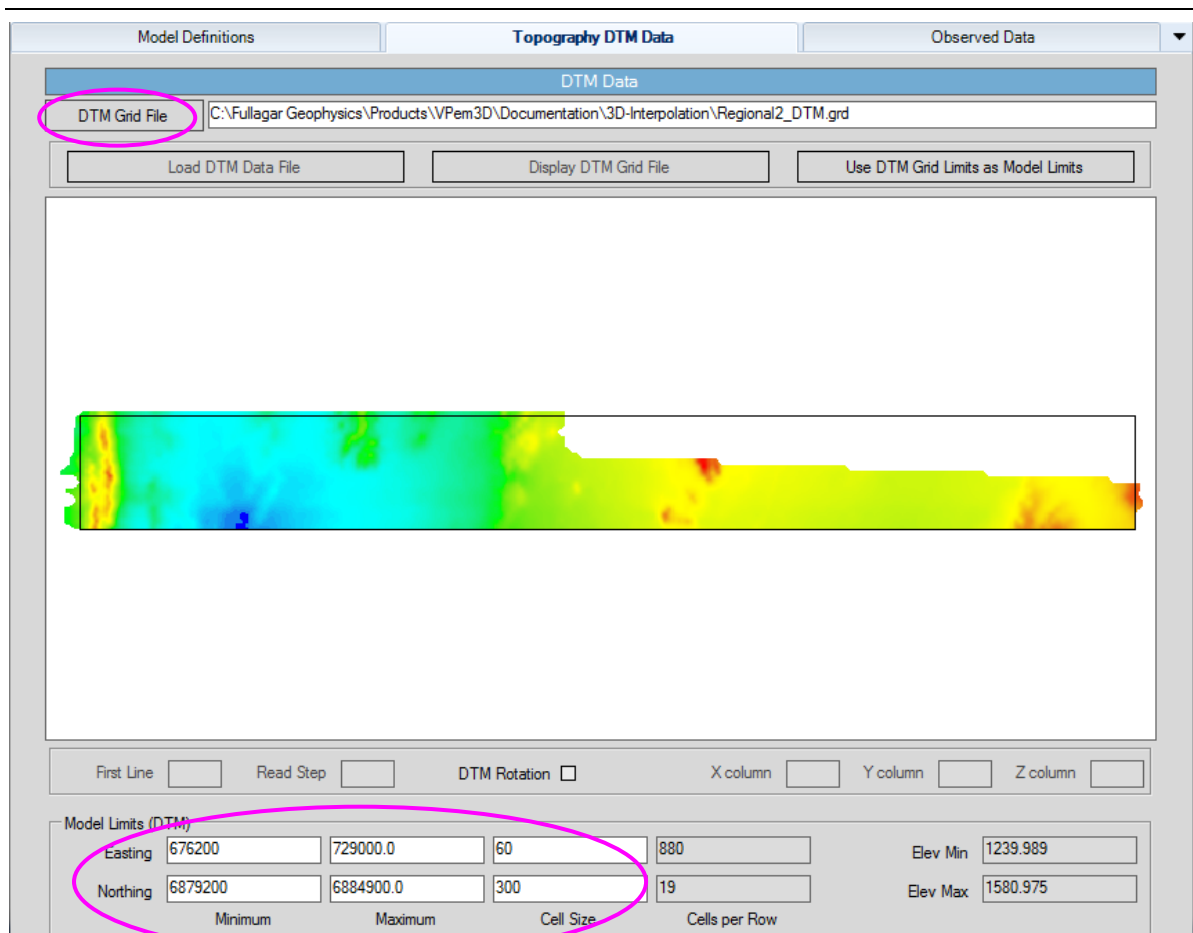 Model Definitions Topography DTM Data Observed Data
DTM Data
DTM Grid File C:\Fullagar Geophysics\Products\VPem3D\Documentation\3D-Interpolation\Regional2_DTM.grd
Load DTM Data File Display DTM Grid File Use DTM Grid Limits as Model Limits
First Line Read Step DTM Rotation X column Y column Z column
Model Limits (DTM)
Easting 676200 729000.0 60 880 Elev Min 1239.989
Northing 6879200 6884900.0 300 19 Elev Max 1580.975
Minimum Maximum Cell Size Cells per Row